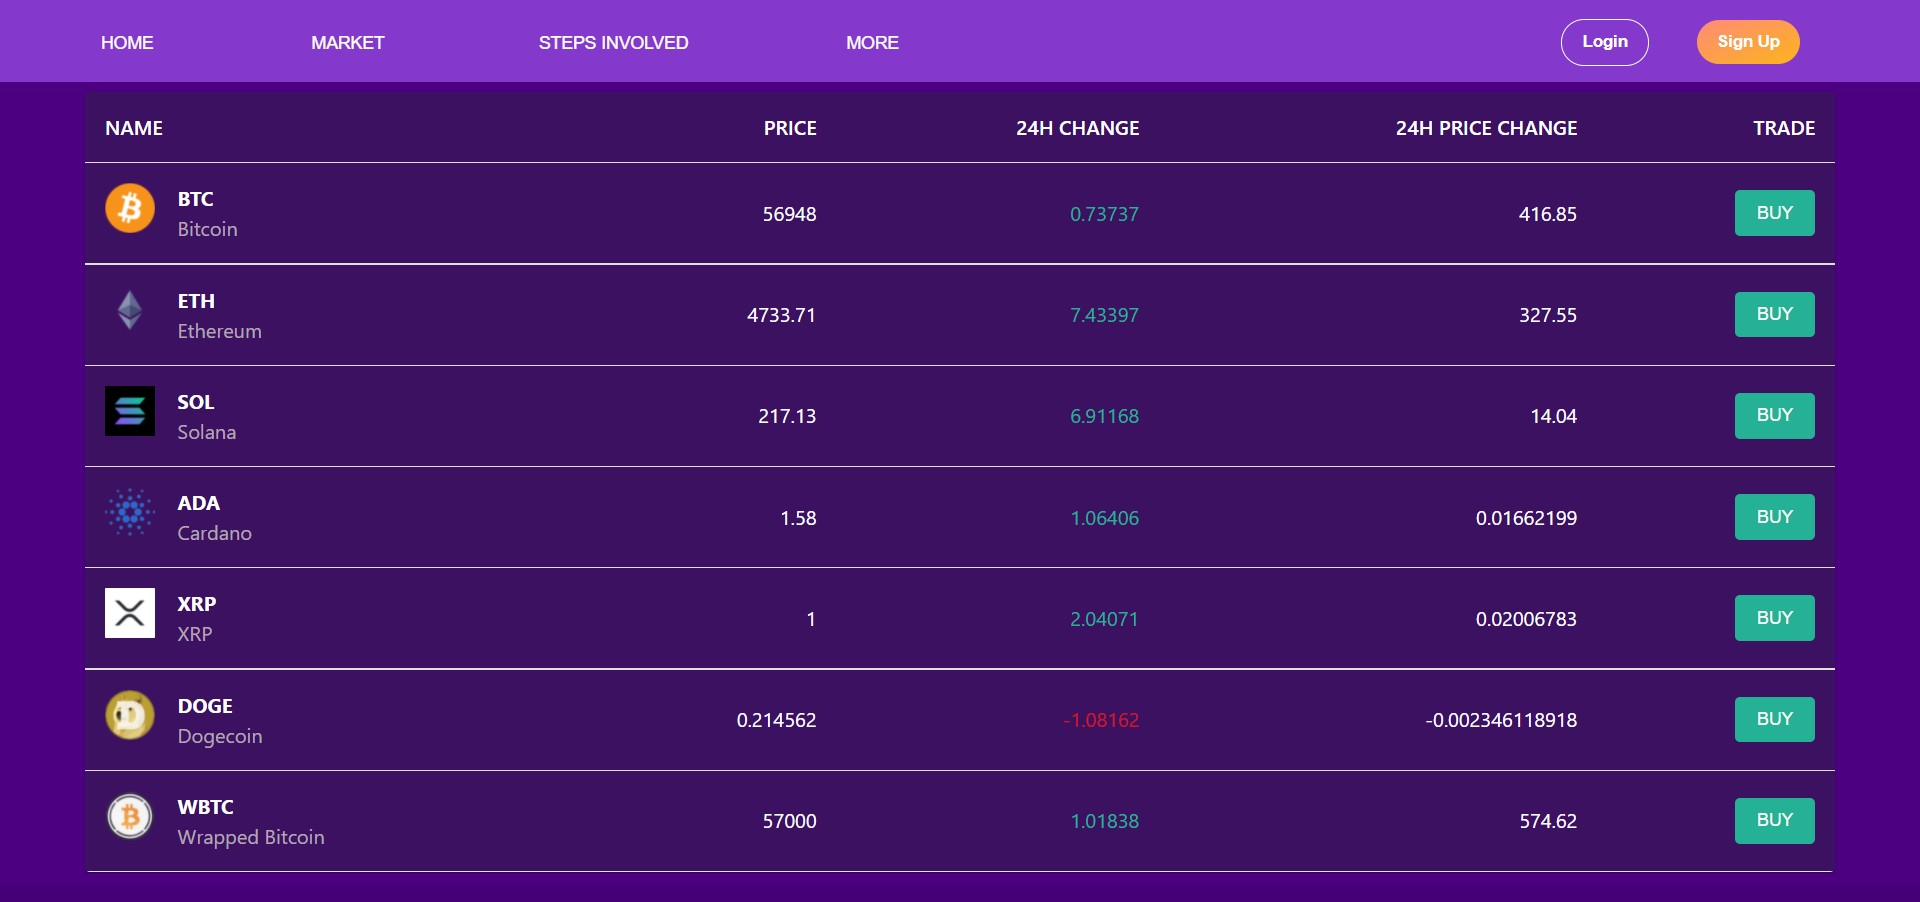 HOME MARKET STEPS INVOLVED MORE Login Sign Up
NAME PRICE 24H CHANGE 24H PRICE CHANGE TRADE
BTC
Bitcoin
56948 0.73737 416.85 BUY
ETH
Ethereum
4733.71 7.43397 327.55 BUY
SOL
Solana
217.13 6.91168 14.04 BUY
ADA
Cardano
1.58 1.06406 0.01662199 BUY
XRP
XRP
1 2.04071 0.02006783 BUY
DOGE
Dogecoin
0.214562 -1.08162 -0.002346118918 BUY
WBTC
Wrapped Bitcoin
57000 1.01838 574.62 BUY